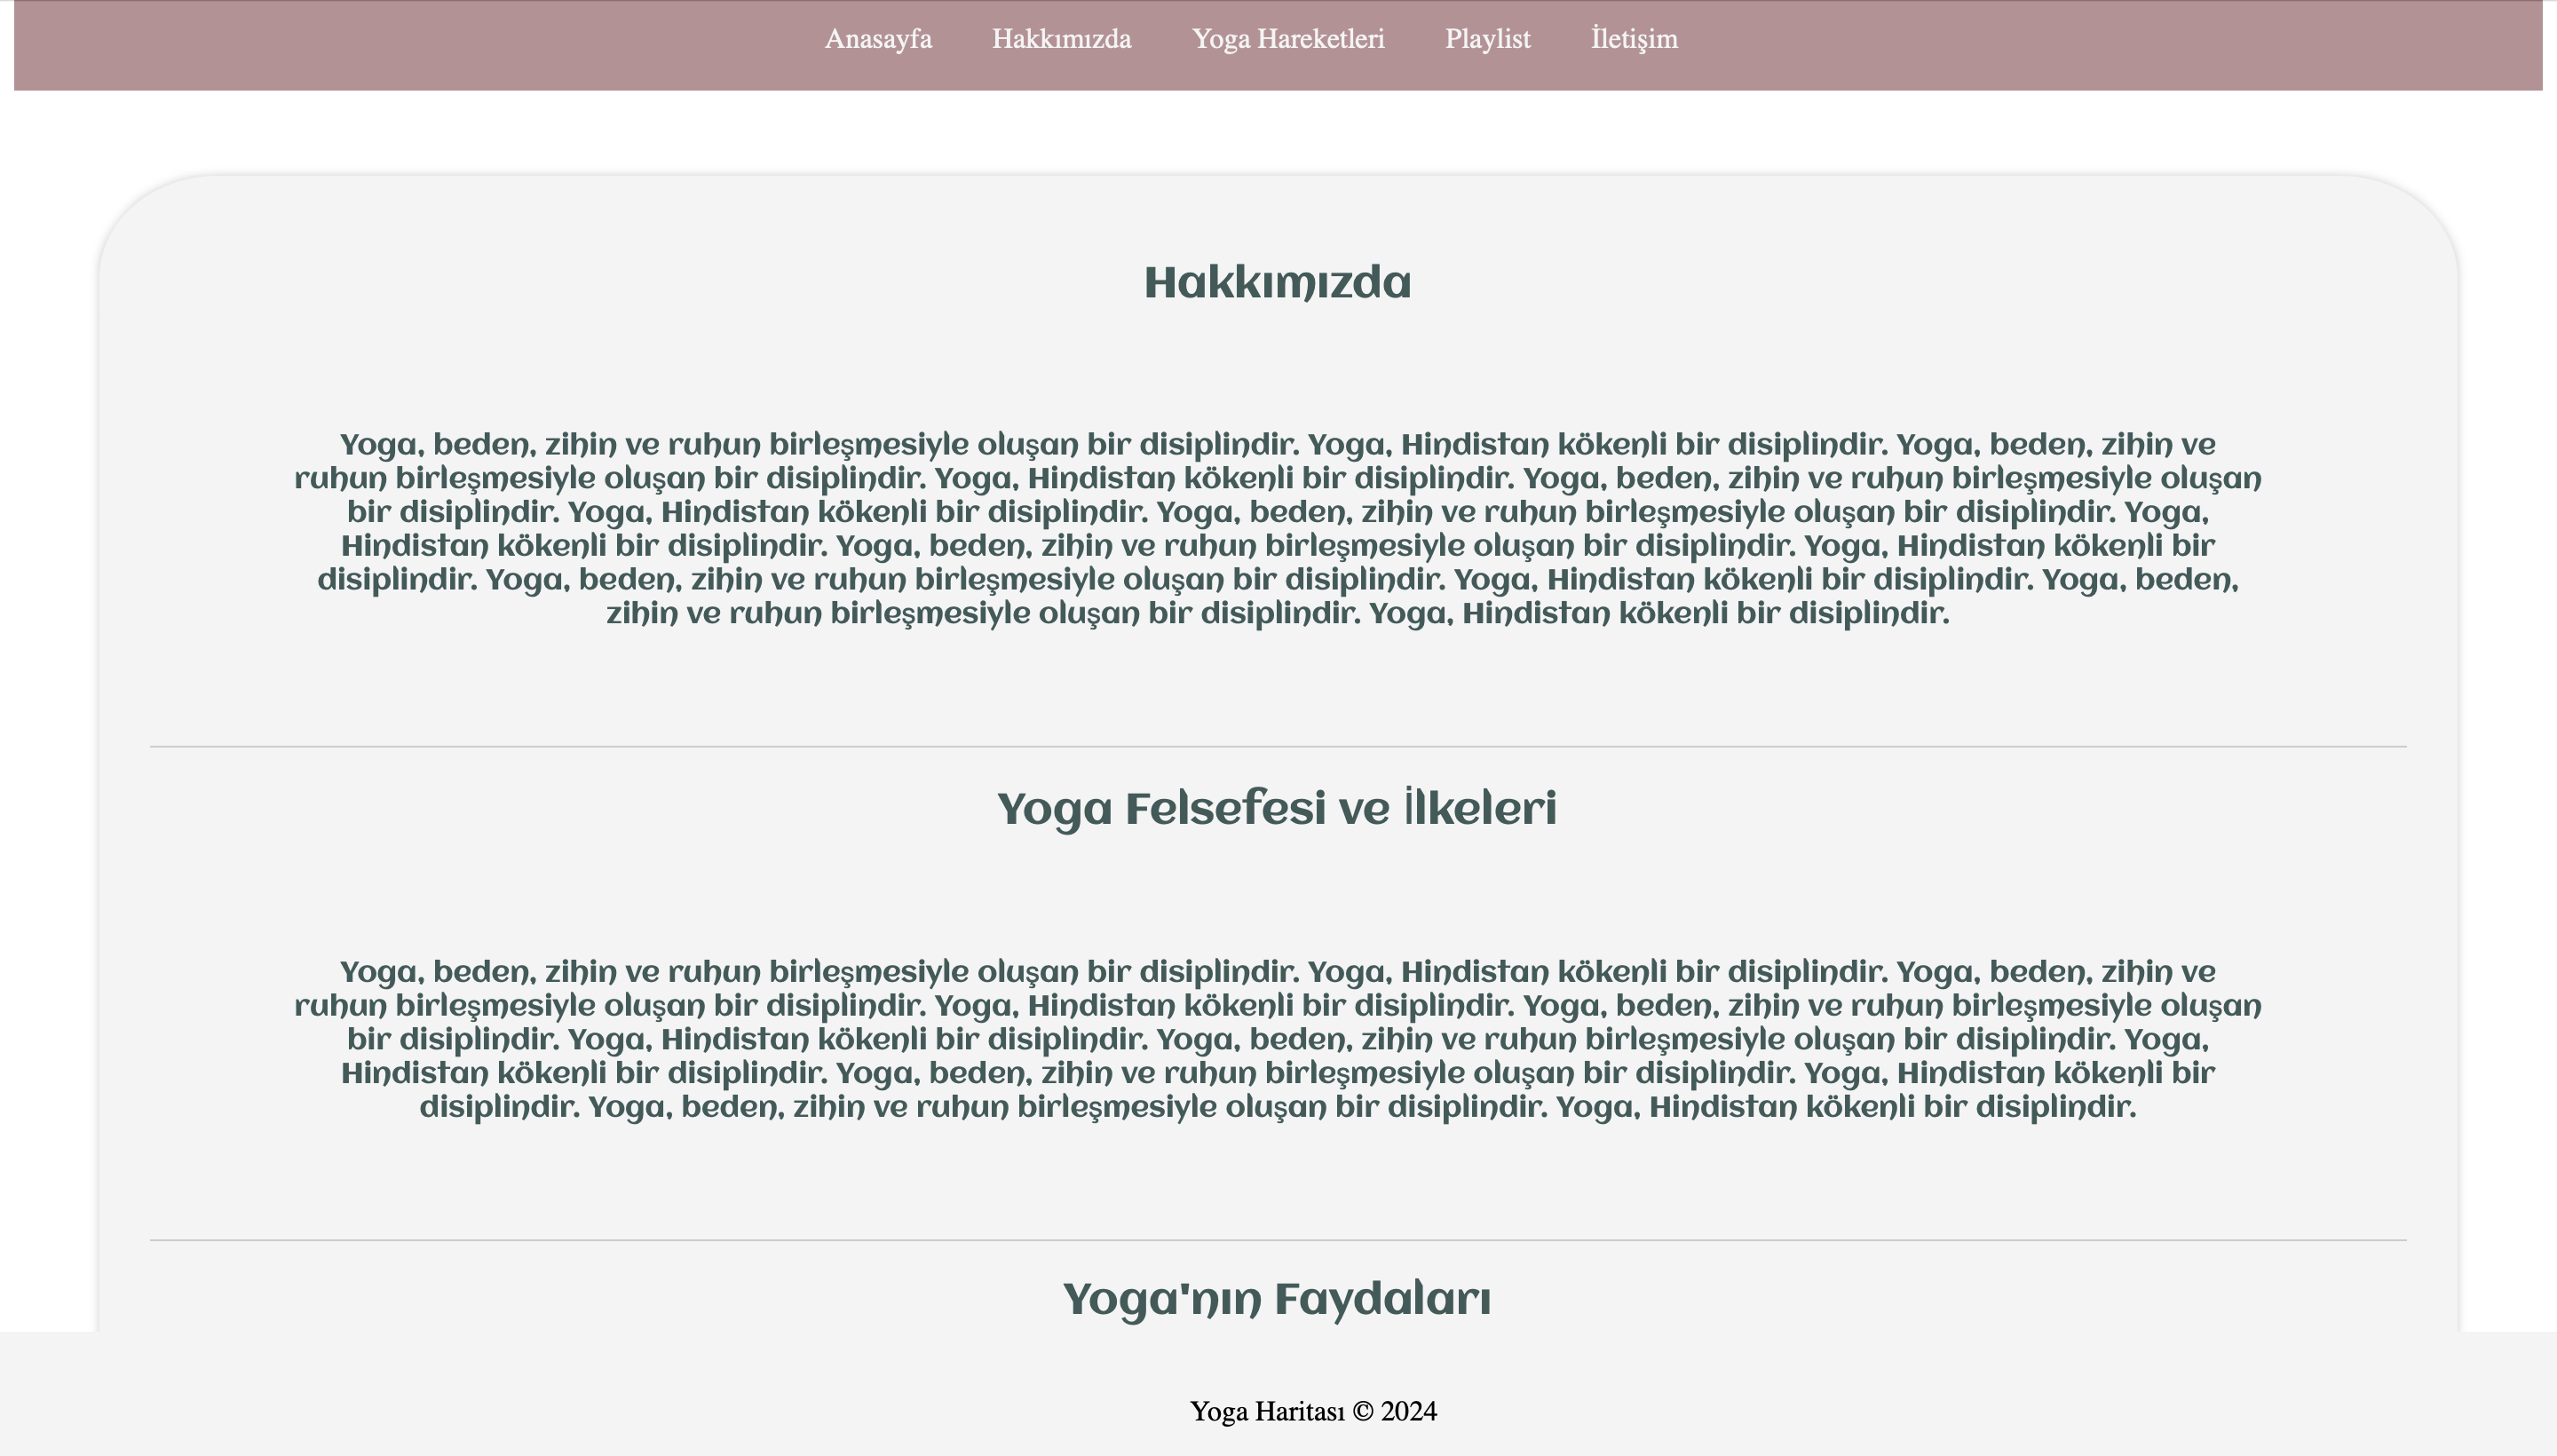 Anasayfa Hakkımızda Yoga Hareketleri Playlist İletişim
Hakkımızda
Yoga, beden, zihin ve ruhun birleşmesiyle oluşan bir disiplindir. Yoga, Hindistan kökenli bir disiplindir. Yoga, beden, zihin ve
ruhun birleşmesiyle oluşan bir disiplindir. Yoga, Hindistan kökenli bir disiplindir. Yoga, beden, zihin ve ruhun birleşmesiyle oluşan
bir disiplindir. Yoga, Hindistan kökenli bir disiplindir. Yoga, beden, zihin ve ruhun birleşmesiyle oluşan bir disiplindir. Yoga,
Hindistan kökenli bir disiplindir. Yoga, beden, zihin ve ruhun birleşmesiyle oluşan bir disiplindir. Yoga, Hindistan kökenli bir
disiplindir. Yoga, beden, zihin ve ruhun birleşmesiyle oluşan bir disiplindir. Yoga, Hindistan kökenli bir disiplindir. Yoga, beden,
zihin ve ruhun birleşmesiyle oluşan bir disiplindir. Yoga, Hindistan kökenli bir disiplindir.
Yoga Felsefesi ve İlkeleri
Yoga, beden, zihin ve ruhun birleşmesiyle oluşan bir disiplindir. Yoga, Hindistan kökenli bir disiplindir. Yoga, beden, zihin ve
ruhun birleşmesiyle oluşan bir disiplindir. Yoga, Hindistan kökenli bir disiplindir. Yoga, beden, zihin ve ruhun birleşmesiyle oluşan
bir disiplindir. Yoga, Hindistan kökenli bir disiplindir. Yoga, beden, zihin ve ruhun birleşmesiyle oluşan bir disiplindir. Yoga,
Hindistan kökenli bir disiplindir. Yoga, beden, zihin ve ruhun birleşmesiyle oluşan bir disiplindir. Yoga, Hindistan kökenli bir
disiplindir. Yoga, beden, zihin ve ruhun birleşmesiyle oluşan bir disiplindir. Yoga, Hindistan kökenli bir disiplindir.
Yoga'nın Faydaları
Yoga Haritası © 2024